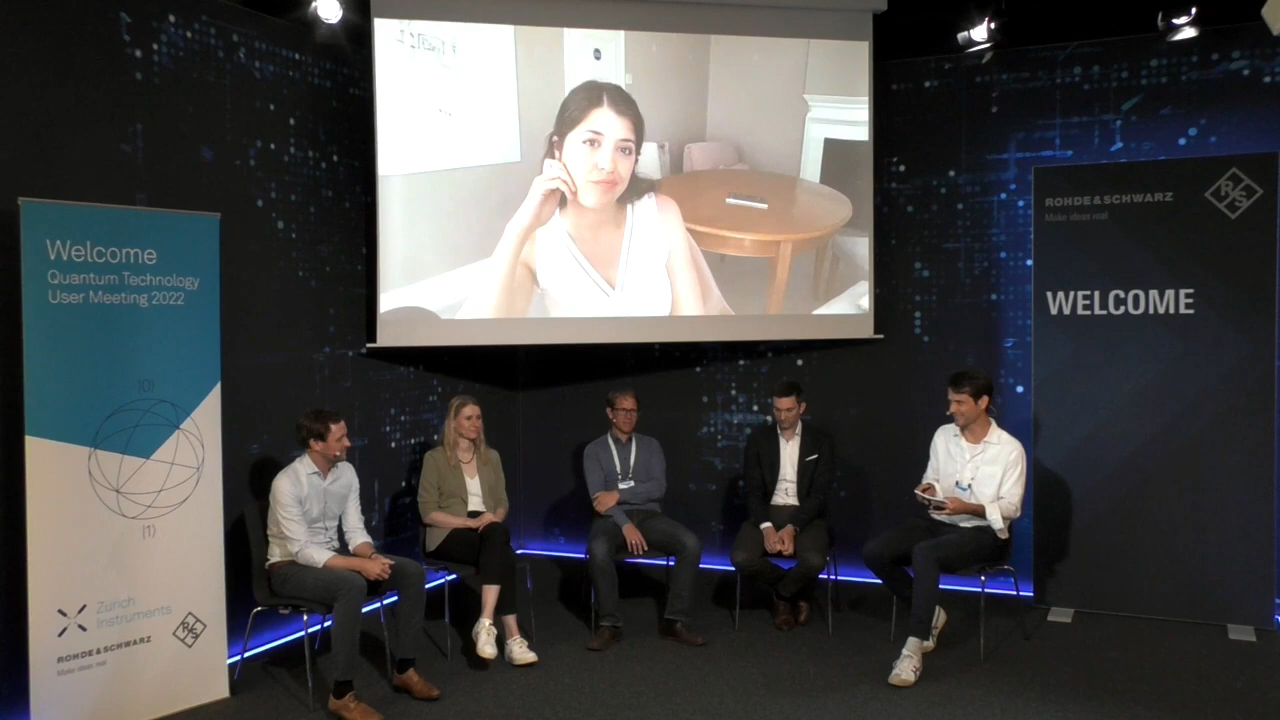 Welcome
Quantum Technology
User Meeting 2022
|0⟩
|1⟩
Zurich
Instruments
ROHDE & SCHWARZ
Make ideas real
R/S
ROHDE & SCHWARZ
Make ideas real
R/S
WELCOME